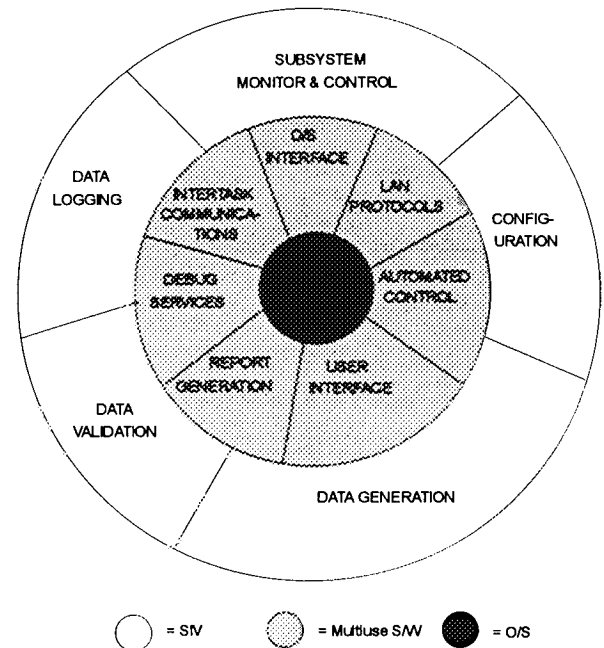 SUBSYSTEM
MONITOR & CONTROL
DATA
LOGGING
CONFIG-
URATION
DATA
VALIDATION
DATA GENERATION
O/S
INTERFACE
LAN
PROTOCOLS
INTERTASK
COMMUNICA-
TIONS
DEBUG
SERVICES
AUTOMATED
CONTROL
REPORT
GENERATION
USER
INTERFACE
= SIV
= Multiuse S/W
= O/S